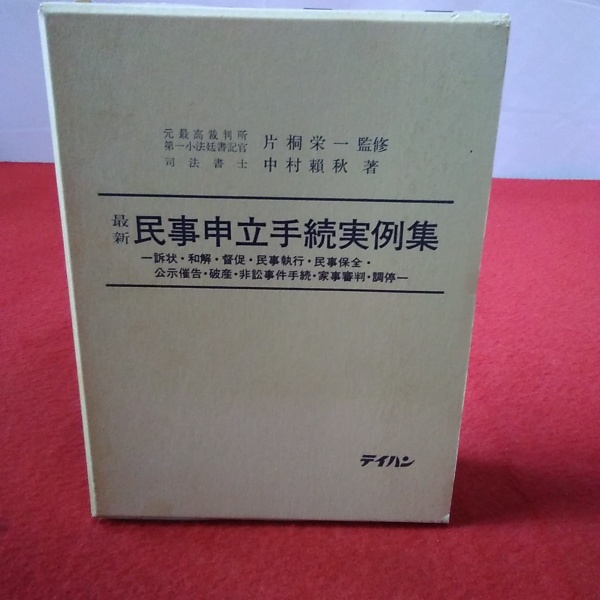 元最高裁判所
第一小法廷書記官 片桐栄一 監修
司法書士 中村頼秋 著
最新 民事申立手続実例集
―訴状・和解・督促・民事執行・民事保全・
公示催告・破産・非訟事件手続・家事審判・調停―
テイハン